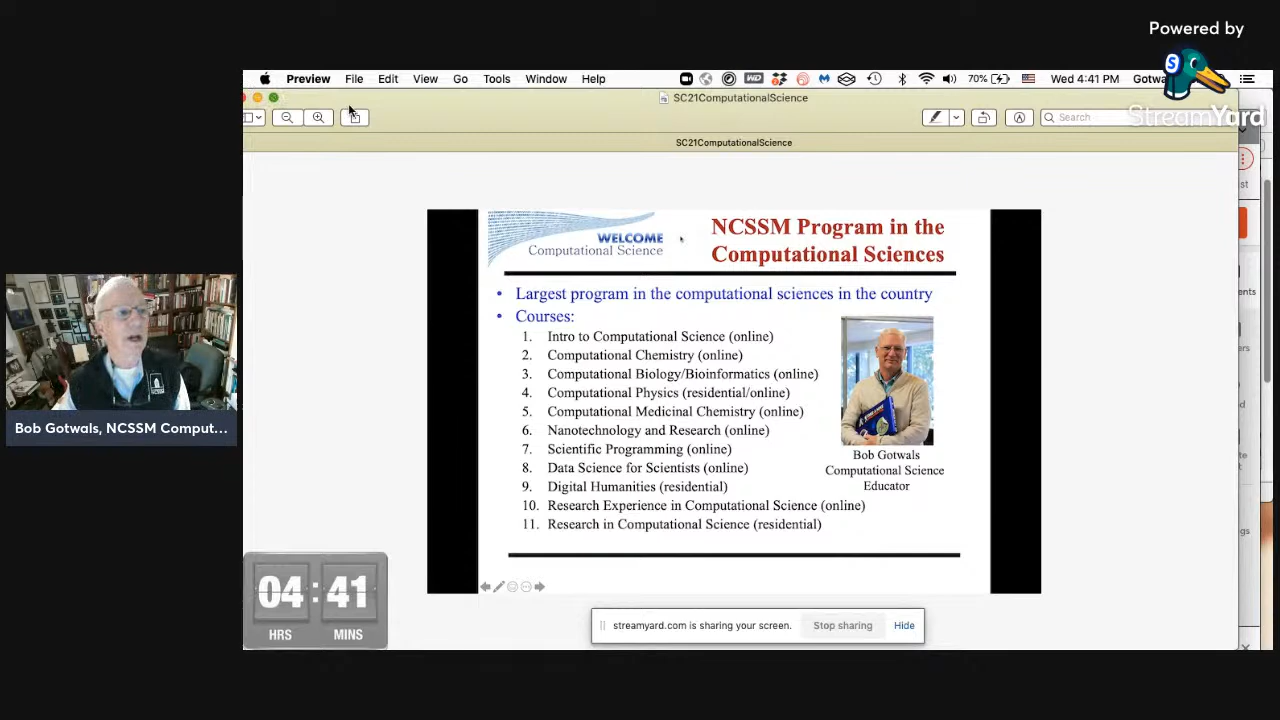 Powered by
StreamYard
Preview File Edit View Go Tools Window Help
WD
70%
Wed 4:41 PM
Gotwa
SC21ComputationalScience
Search
SC21ComputationalScience
WELCOME
Computational Science
NCSSM Program in the
Computational Sciences
• Largest program in the computational sciences in the country
• Courses:
1. Intro to Computational Science (online)
2. Computational Chemistry (online)
3. Computational Biology/Bioinformatics (online)
4. Computational Physics (residential/online)
5. Computational Medicinal Chemistry (online)
6. Nanotechnology and Research (online)
7. Scientific Programming (online)
8. Data Science for Scientists (online)
9. Digital Humanities (residential)
10. Research Experience in Computational Science (online)
11. Research in Computational Science (residential)
Bob Gotwals
Computational Science
Educator
Bob Gotwals, NCSSM Comput...
04:41
HRS MINS
streamyard.com is sharing your screen.
Stop sharing
Hide